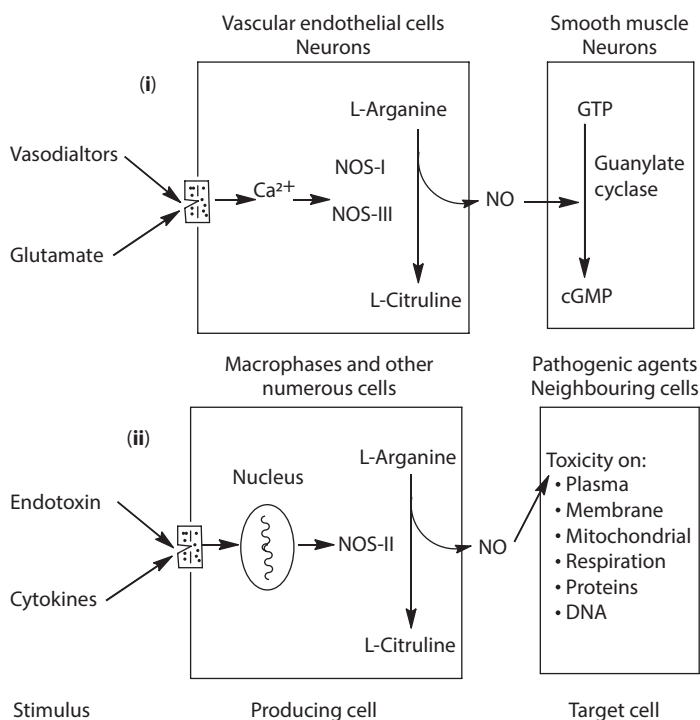 Vascular endothelial cells
Neurons
Smooth muscle
Neurons
(i)
L-Arganine
GTP
Vasodialtors
NOS-I
Guanylate
cyclase
Ca2+
NOS-III
NO
Glutamate
L-Citruline
cGMP
Macrophases and other
numerous cells
Pathogenic agents
Neighbouring cells
(ii)
L-Arganine
Toxicity on:
• Plasma
• Membrane
• Mitochondrial
• Respiration
• Proteins
• DNA
Nucleus
Endotoxin
NOS-II
NO
Cytokines
L-Citruline
Stimulus
Producing cell
Target cell